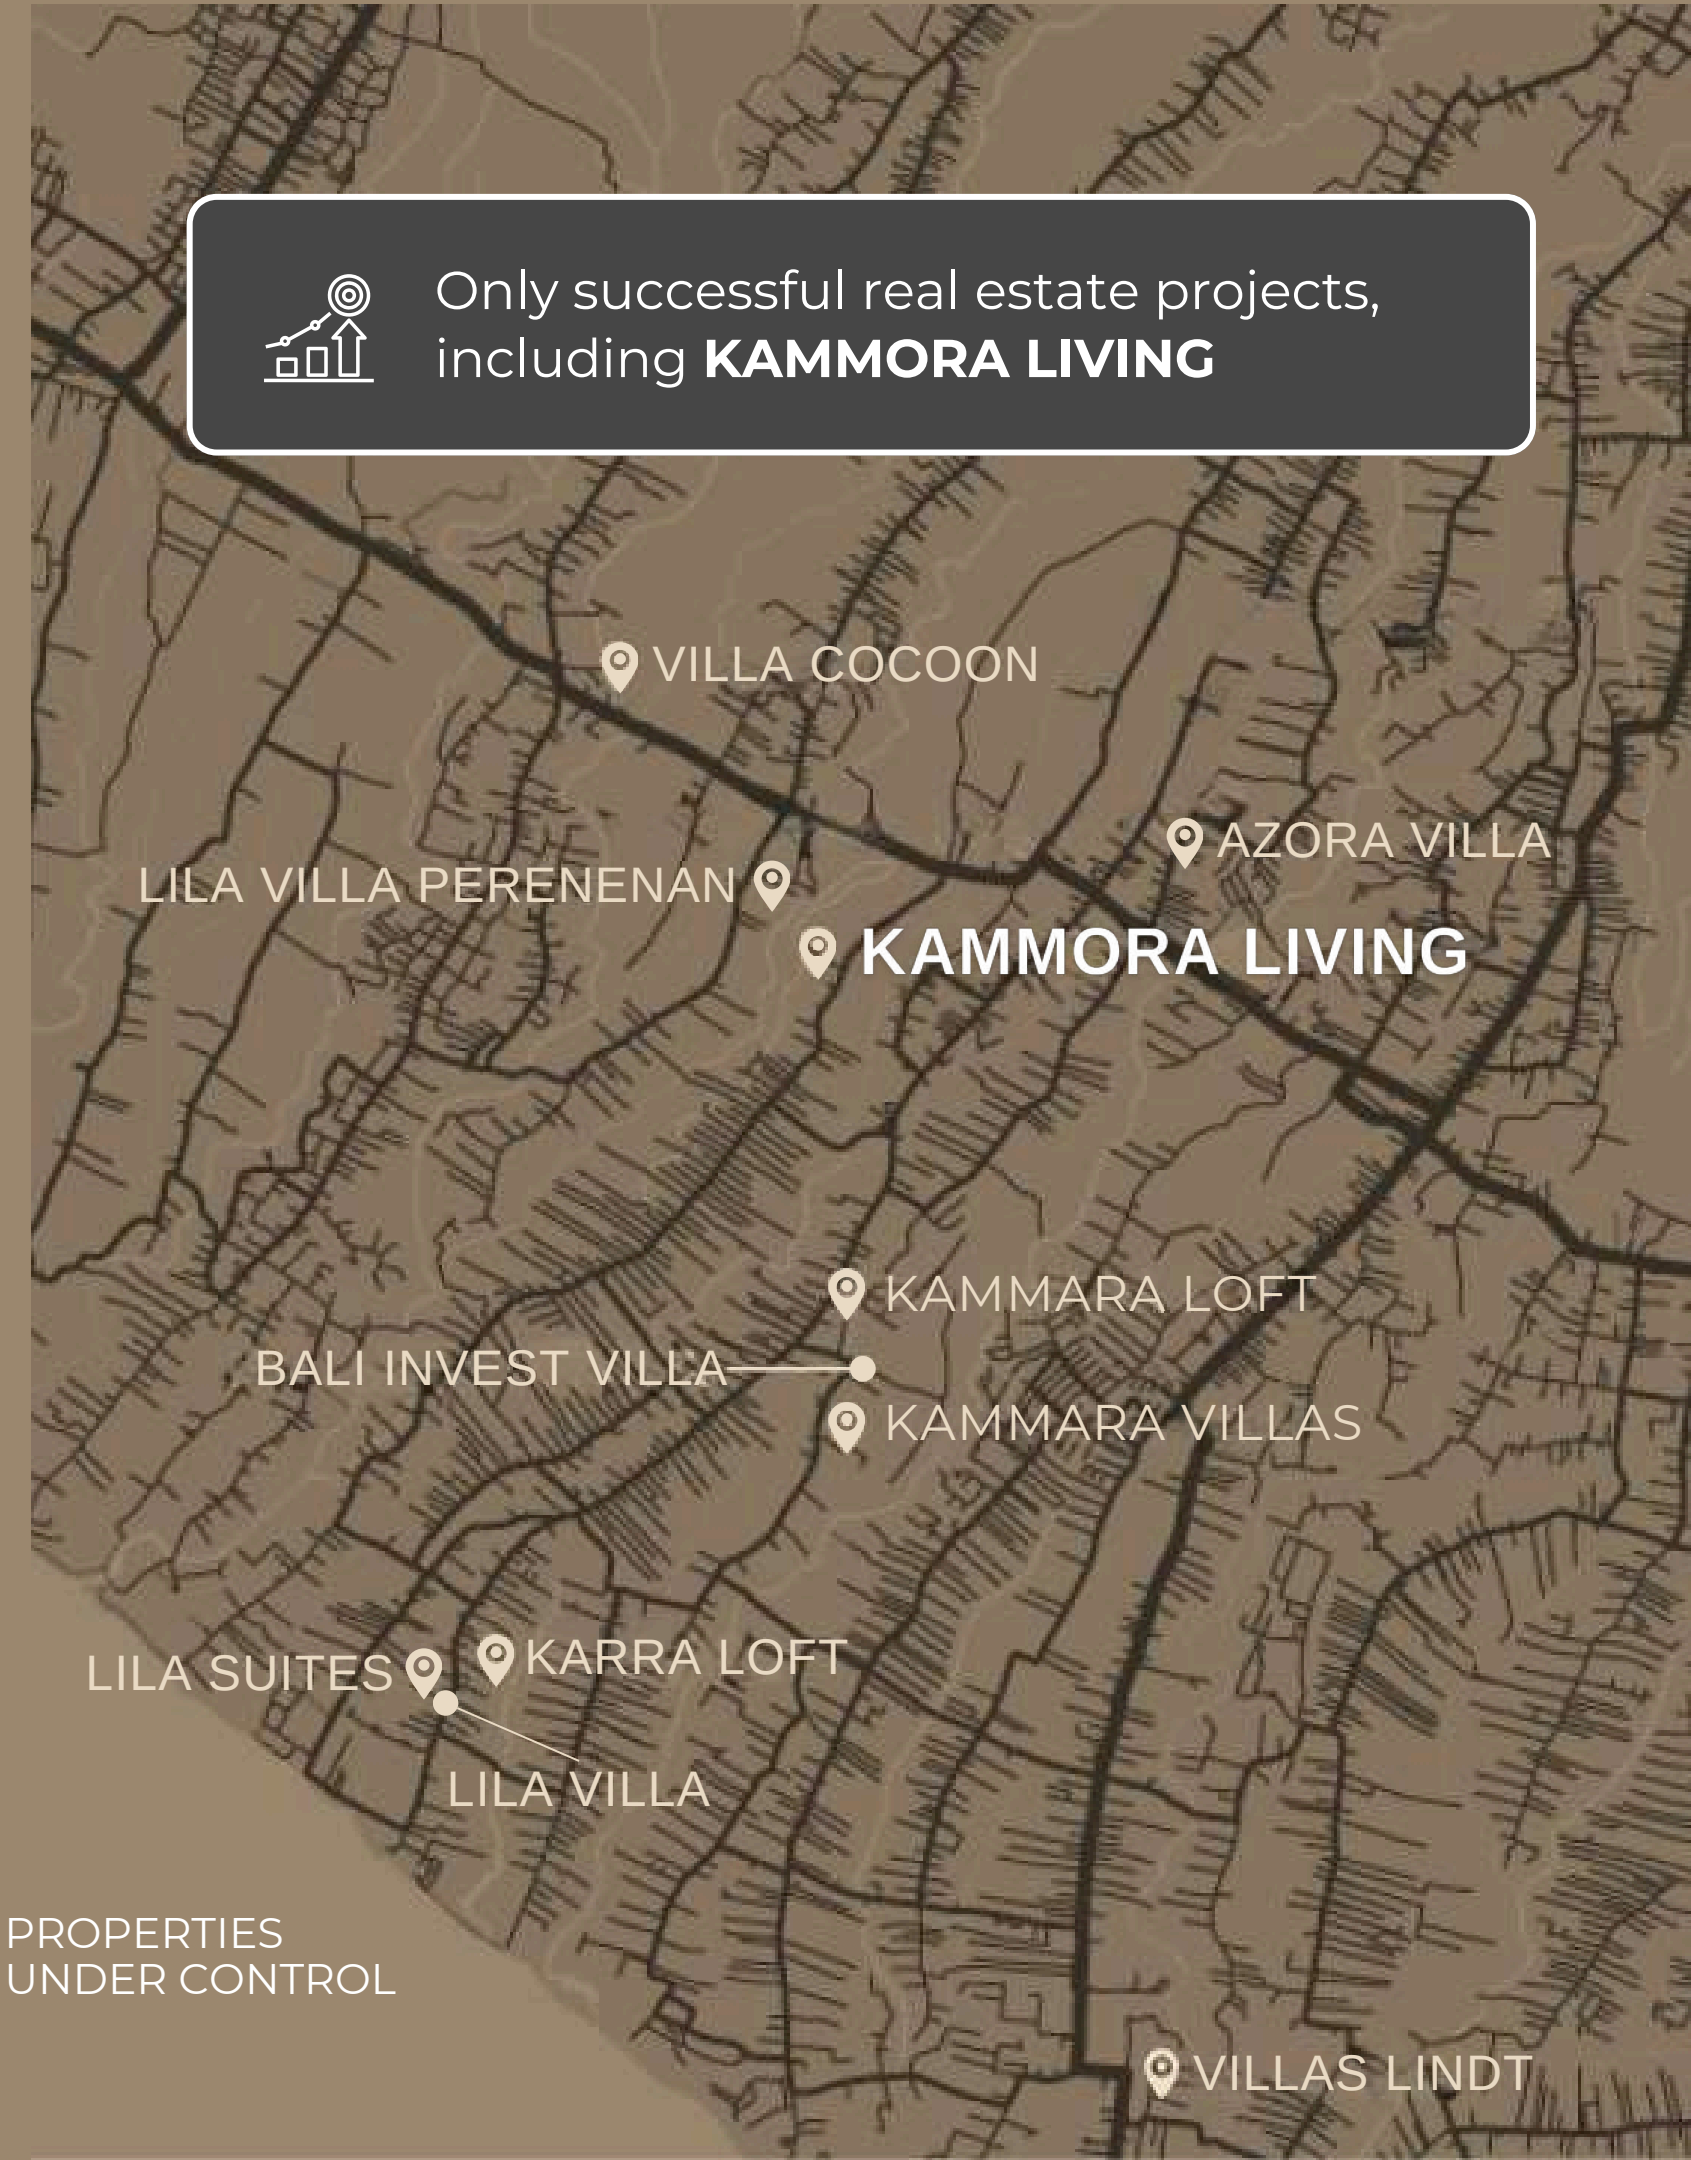 Only successful real estate projects,
including KAMMORA LIVING
VILLA COCOON
AZORA VILLA
LILA VILLA PERENENAN
KAMMORA LIVING
KAMMARA LOFT
BALI INVEST VILLA
KAMMARA VILLAS
KARRA LOFT
LILA SUITES
LILA VILLA
PROPERTIES
UNDER CONTROL
VILLAS LINDT